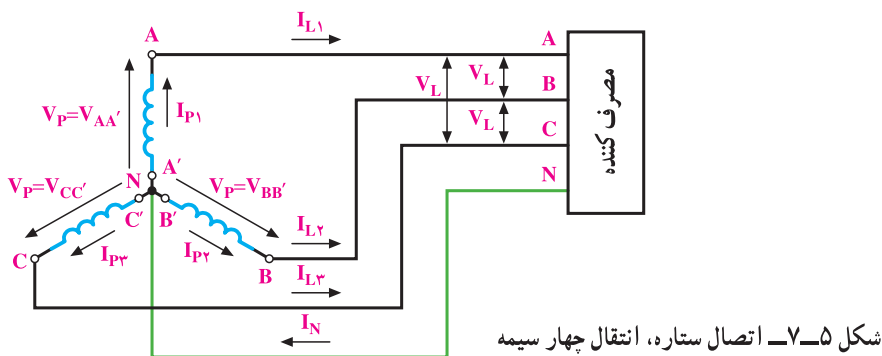 I_L۱
A
A
V_P=V_AA′
I_P۱
V_L
V_L
B
V_L
C
مصرف کننده
A′
N
V_P=V_CC′
N
V_P=V_BB′
C′
B′
C
I_P۳
I_P۲
B
I_L۲
I_L۳
I_N
شکل ۵ــ۷ــ اتصال ستاره، انتقال چهار سیمه